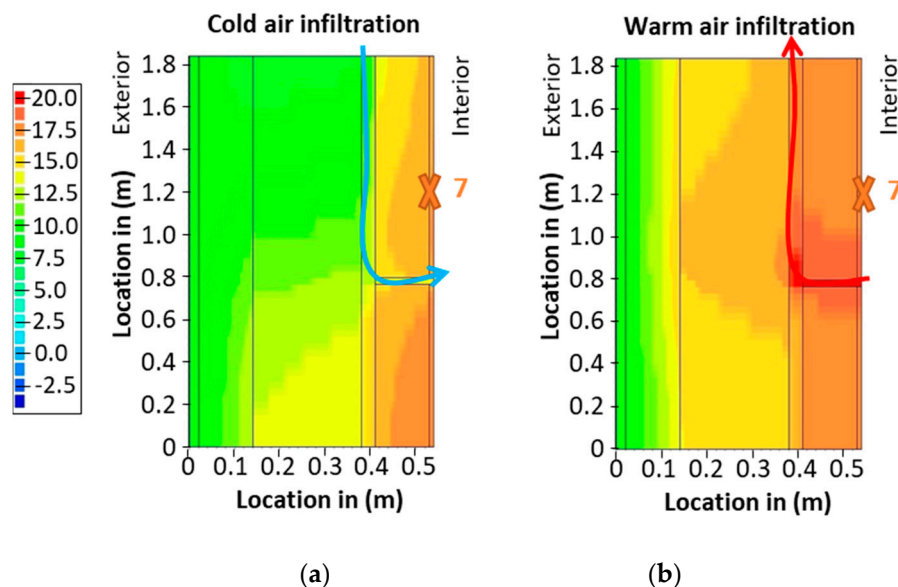 Cold air infiltration
Warm air infiltration
20.0
17.5
15.0
12.5
10.0
7.5
5.0
2.5
0.0
-2.5
Location in (m)
1.8
1.6
1.4
1.2
1.0
0.8
0.6
0.4
0.2
0
Exterior
Interior
7
0 0.1 0.2 0.3 0.4 0.5
Location in (m)
Location in (m)
1.8
1.6
1.4
1.2
1.0
0.8
0.6
0.4
0.2
0
Exterior
Interior
7
0 0.1 0.2 0.3 0.4 0.5
Location in (m)
(a)
(b)